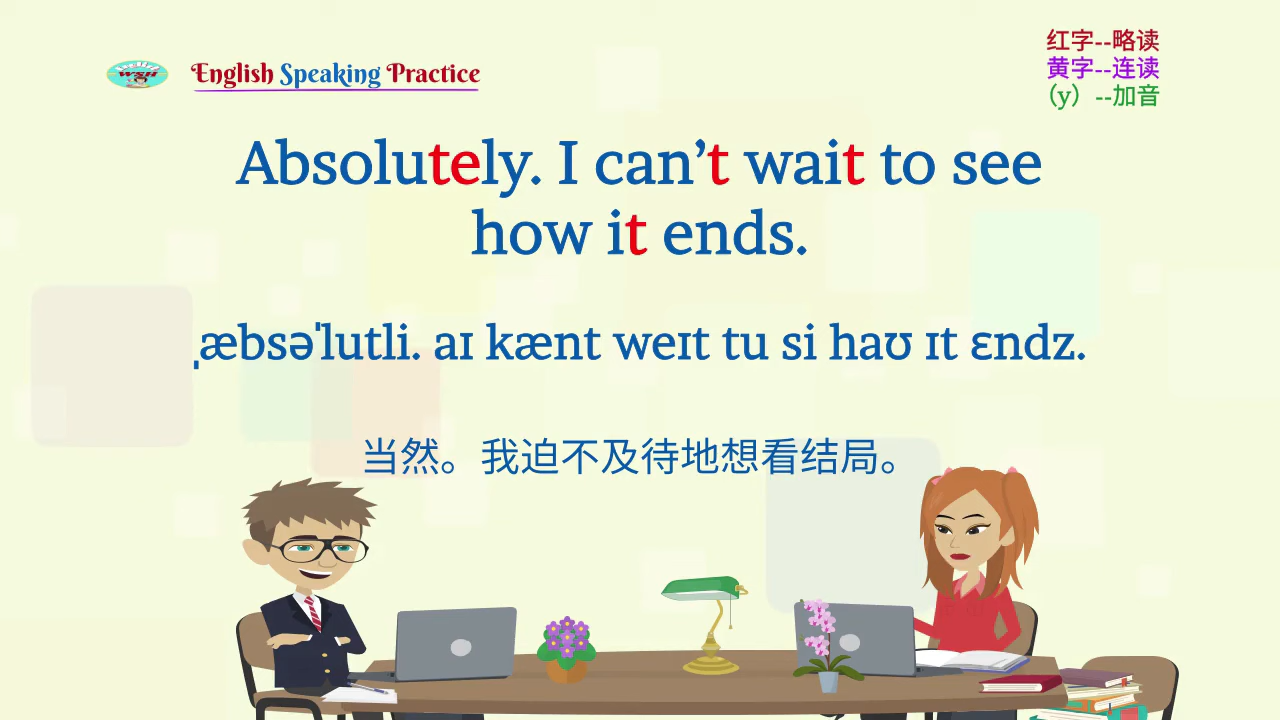 English Speaking Practice
红字--略读
黄字--连读
（y）--加音
Absolutely. I can’t wait to see
how it ends.
ˌæbsəˈlutli. aɪ kænt weɪt tu si haʊ ɪt ɛndz.
当然。我迫不及待地想看结局。